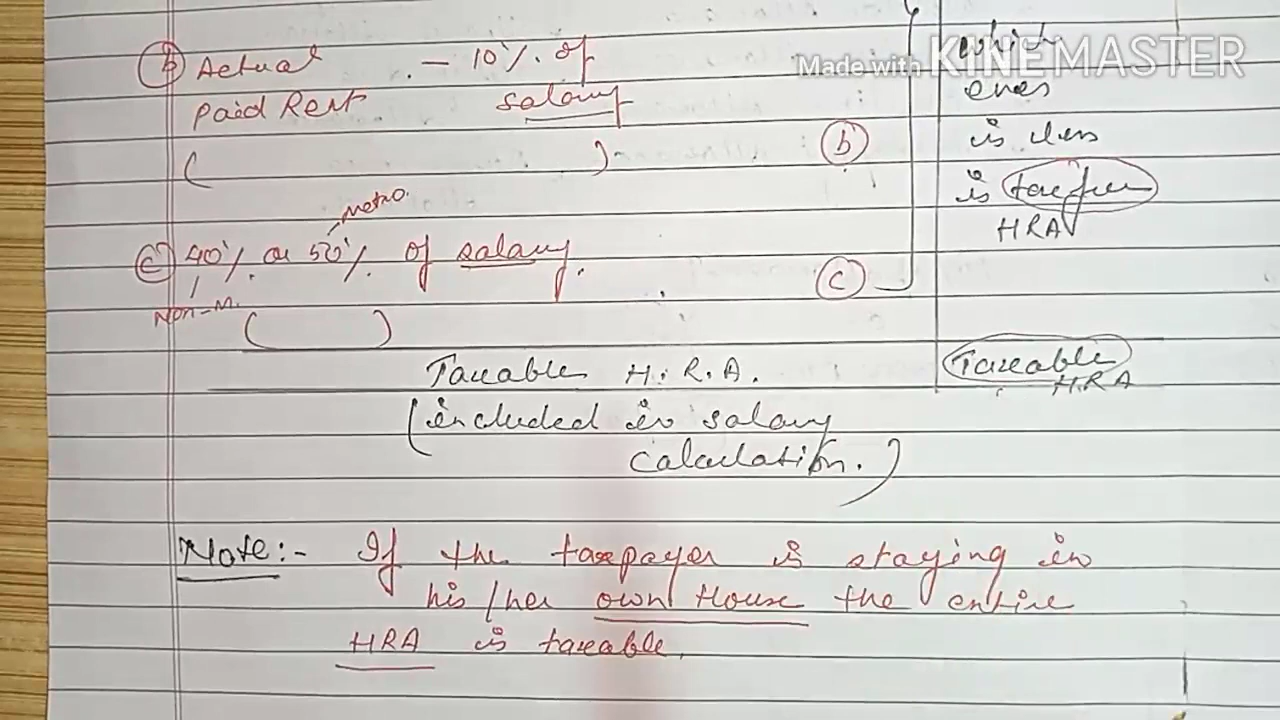 (b) Actual - 10% of
Paid Rent salary
( )
(b)
which
ever
is less
is tax free
HRA
Metro.
(c) 40% or 50% of salary.
Non-M.
( )
(c)
Taxable H.R.A.
Taxable
HRA
(included in salary
calculation.)
Note:- If the taxpayer is staying in
his/her own House the entire
HRA is taxable.
Made with KINEMASTER